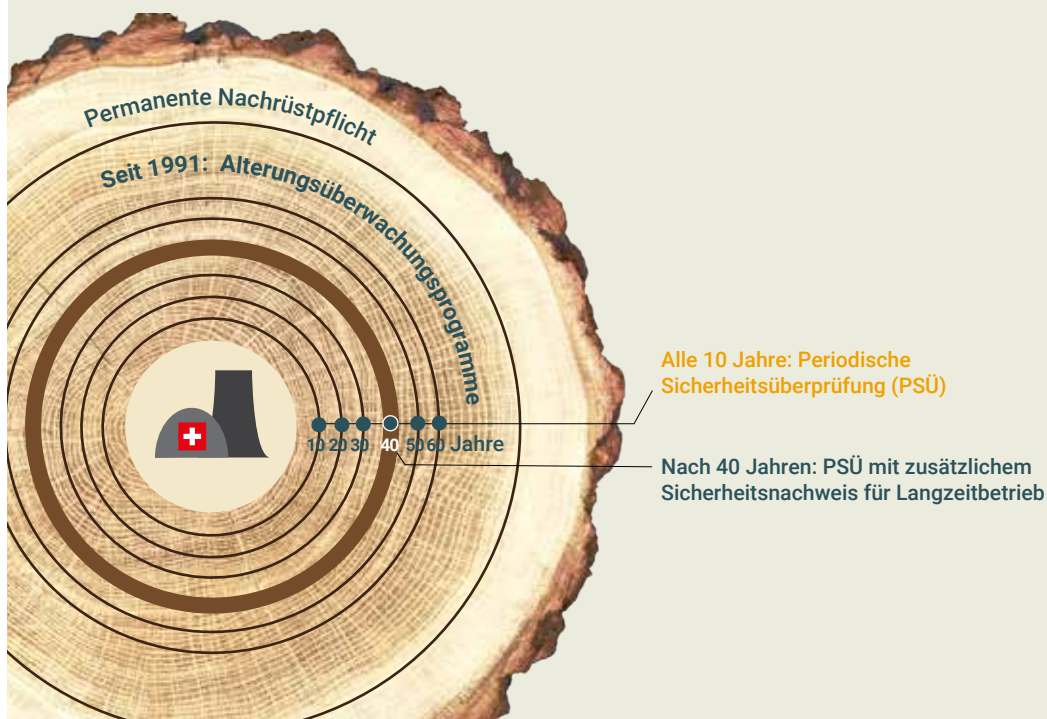 Permanente Nachrüstpflicht
Seit 1991: Alterungsüberwachungsprogramme
Alle 10 Jahre: Periodische
Sicherheitsüberprüfung (PSÜ)
10 20 30 40 50 60 Jahre
Nach 40 Jahren: PSÜ mit zusätzlichem
Sicherheitsnachweis für Langzeitbetrieb